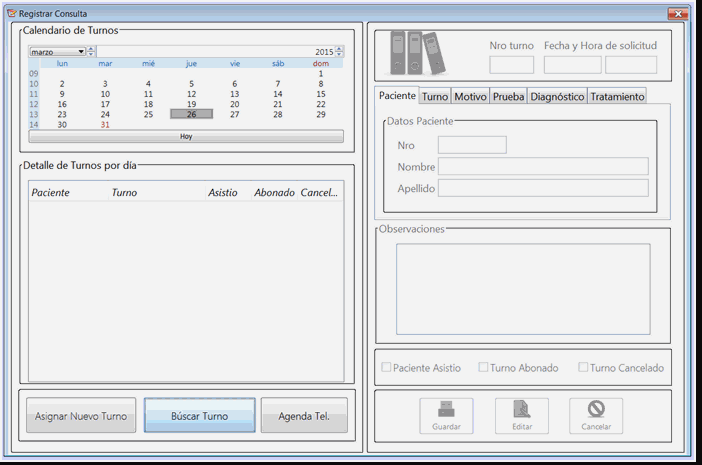 Registrar Consulta
Calendario de Turnos
marzo 2015
lun mar mié jue vie sáb dom
09 1
10 2 3 4 5 6 7 8
11 9 10 11 12 13 14 15
12 16 17 18 19 20 21 22
13 23 24 25 26 27 28 29
14 30 31
Hoy
Detalle de Turnos por día
Paciente Turno Asistio Abonado Cancel...
Asignar Nuevo Turno Búscar Turno Agenda Tel.
Nro turno Fecha y Hora de solicitud
Paciente Turno Motivo Prueba Diagnóstico Tratamiento
Datos Paciente
Nro
Nombre
Apellido
Observaciones
Paciente Asistio Turno Abonado Turno Cancelado
Guardar Editar Cancelar